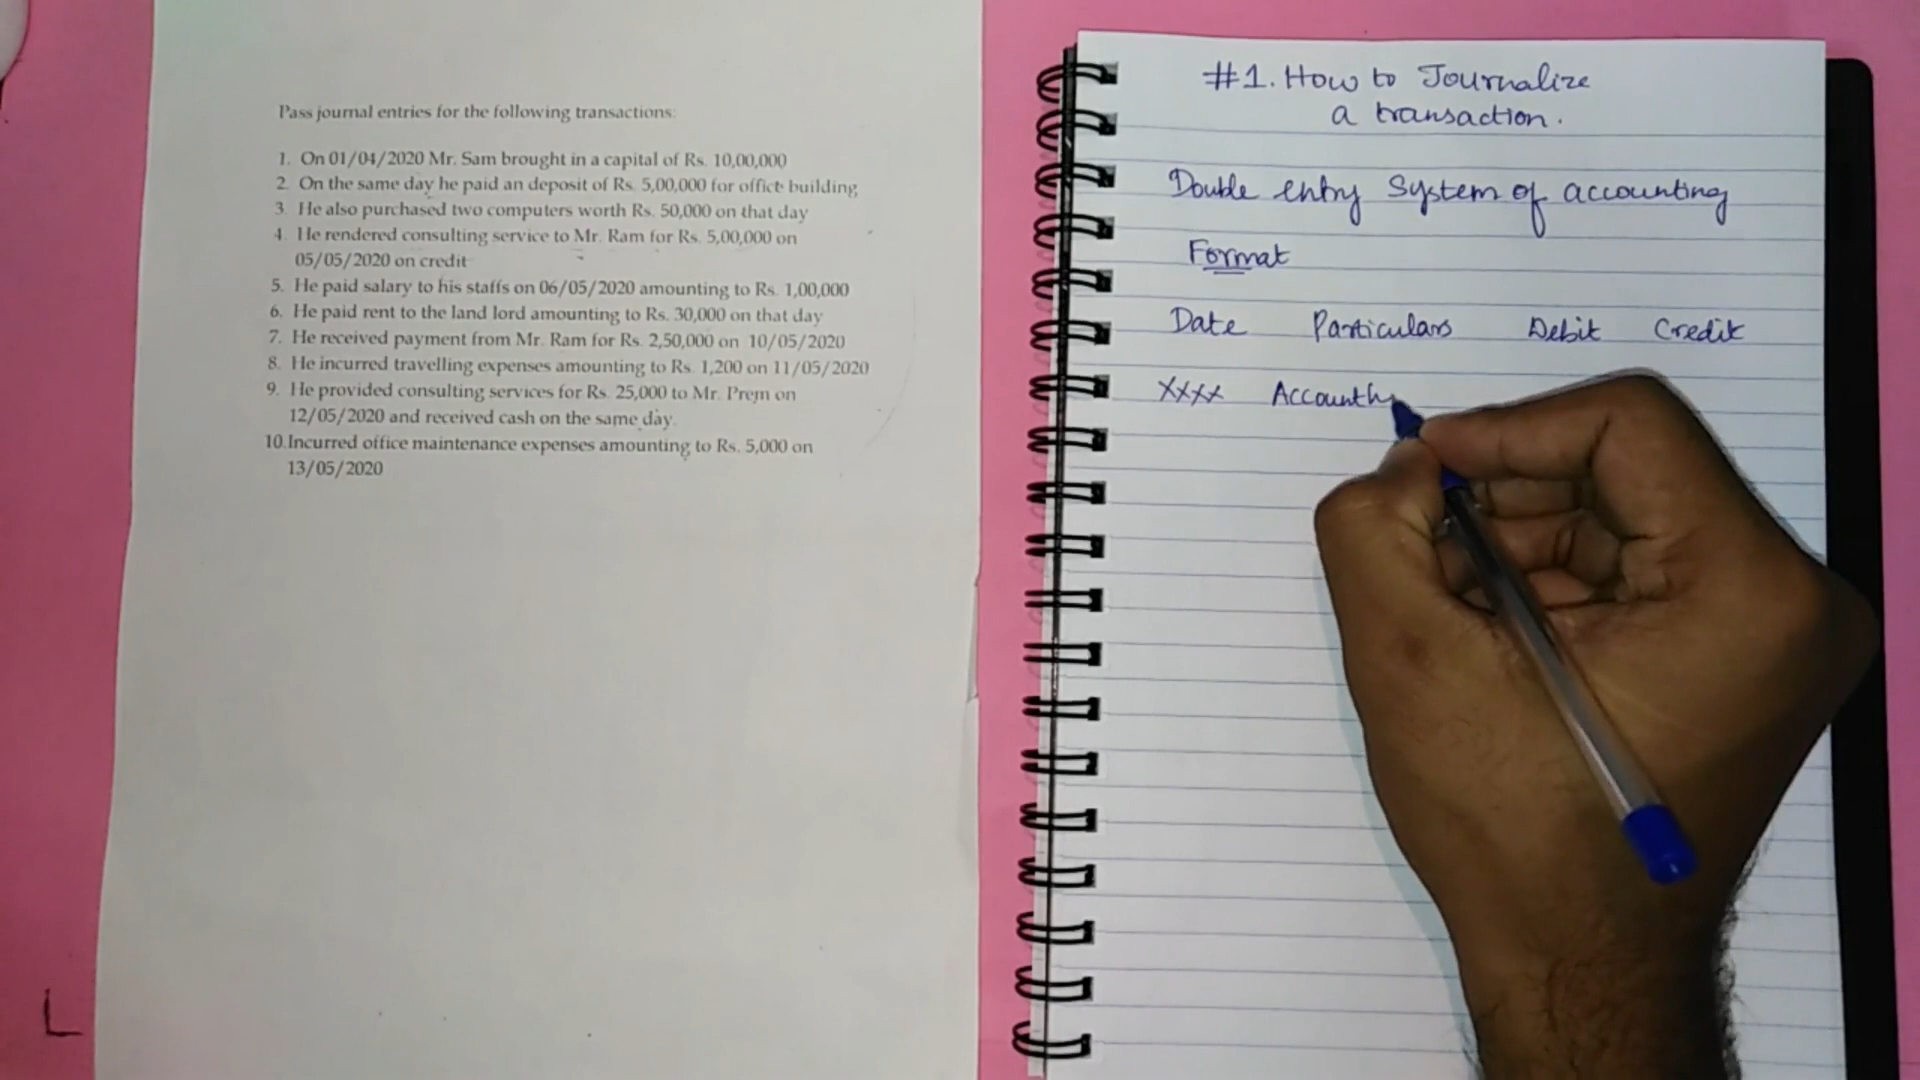 Pass journal entries for the following transactions:
1. On 01/04/2020 Mr. Sam brought in a capital of Rs. 10,00,000
2. On the same day he paid an deposit of Rs. 5,00,000 for office building
3. He also purchased two computers worth Rs. 50,000 on that day
4. He rendered consulting service to Mr. Ram for Rs. 5,00,000 on
05/05/2020 on credit
5. He paid salary to his staffs on 06/05/2020 amounting to Rs. 1,00,000
6. He paid rent to the land lord amounting to Rs. 30,000 on that day
7. He received payment from Mr. Ram for Rs. 2,50,000 on 10/05/2020
8. He incurred travelling expenses amounting to Rs. 1,200 on 11/05/2020
9. He provided consulting services for Rs. 25,000 to Mr. Prem on
12/05/2020 and received cash on the same day.
10. Incurred office maintenance expenses amounting to Rs. 5,000 on
13/05/2020
#1. How to Journalize
a transaction.
Double entry System of accounting
Format
Date Particulars Debit Credit
XXXX